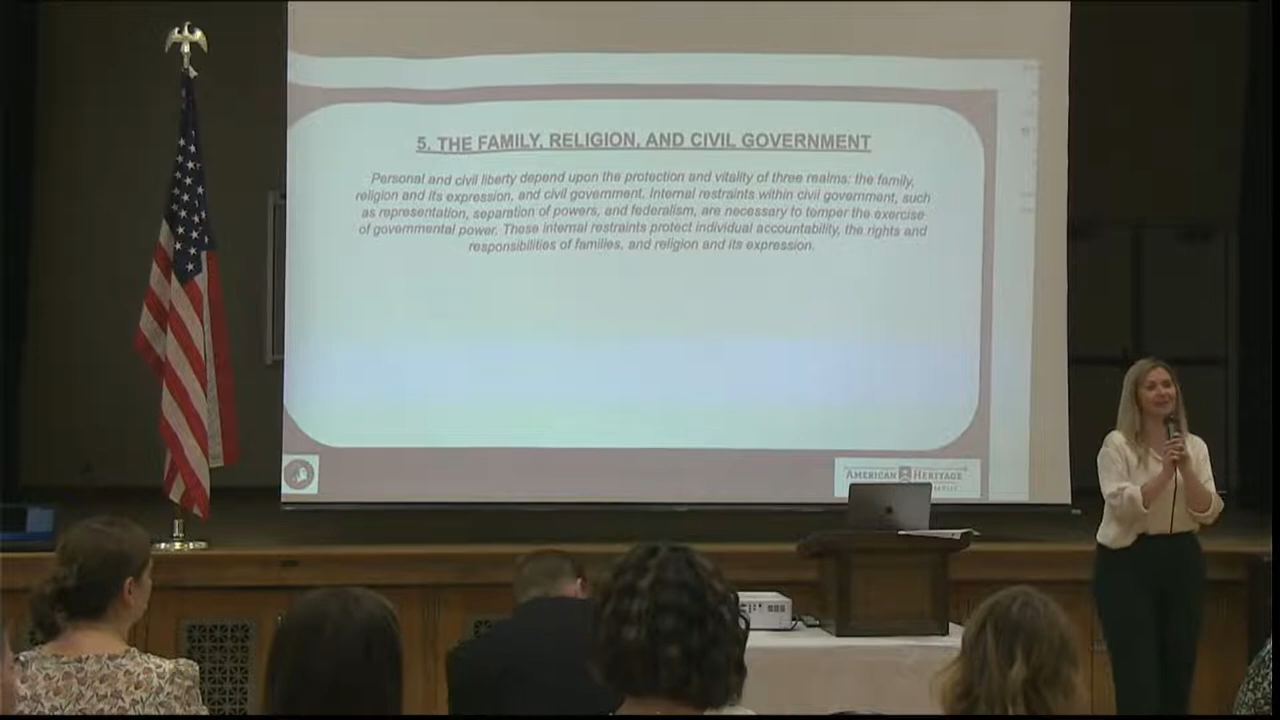 5. THE FAMILY, RELIGION, AND CIVIL GOVERNMENT
Personal and civil liberty depend upon the protection and vitality of three realms: the family,
religion and its expression, and civil government. Internal restraints within civil government, such
as representation, separation of powers, and federalism, are necessary to temper the exercise
of governmental power. These internal restraints protect individual accountability, the rights and
responsibilities of families, and religion and its expression.
AMERICAN HERITAGE